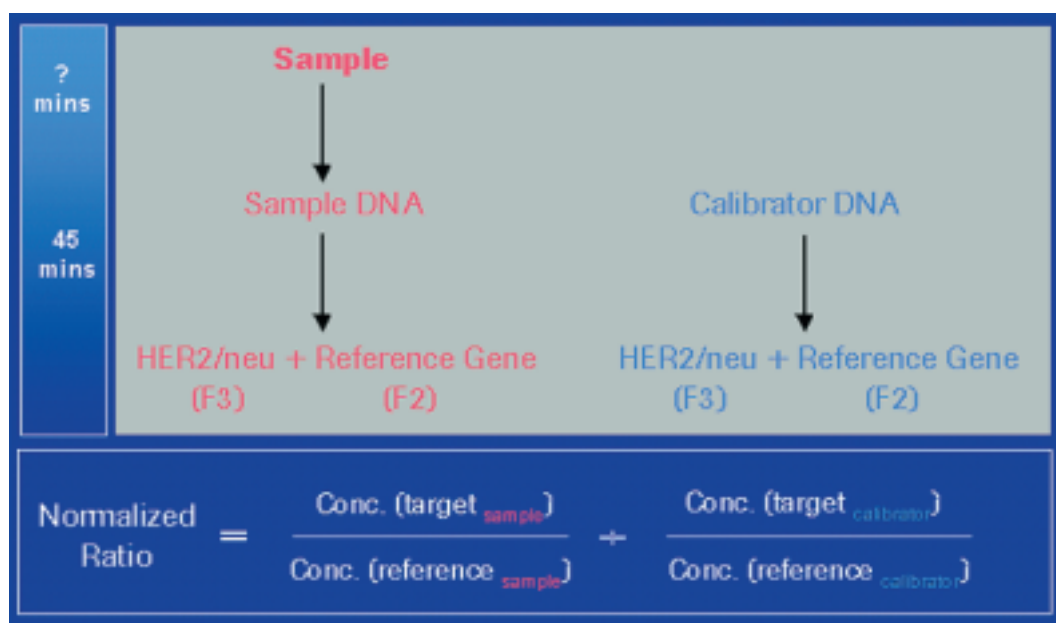 ?
mins
Sample
Sample DNA
Calibrator DNA
45
mins
HER2/neu + Reference Gene
(F3) (F2)
HER2/neu + Reference Gene
(F3) (F2)
Normalized
Ratio
=
Conc. (target sample)
Conc. (reference sample)
÷
Conc. (target calibrator)
Conc. (reference calibrator)